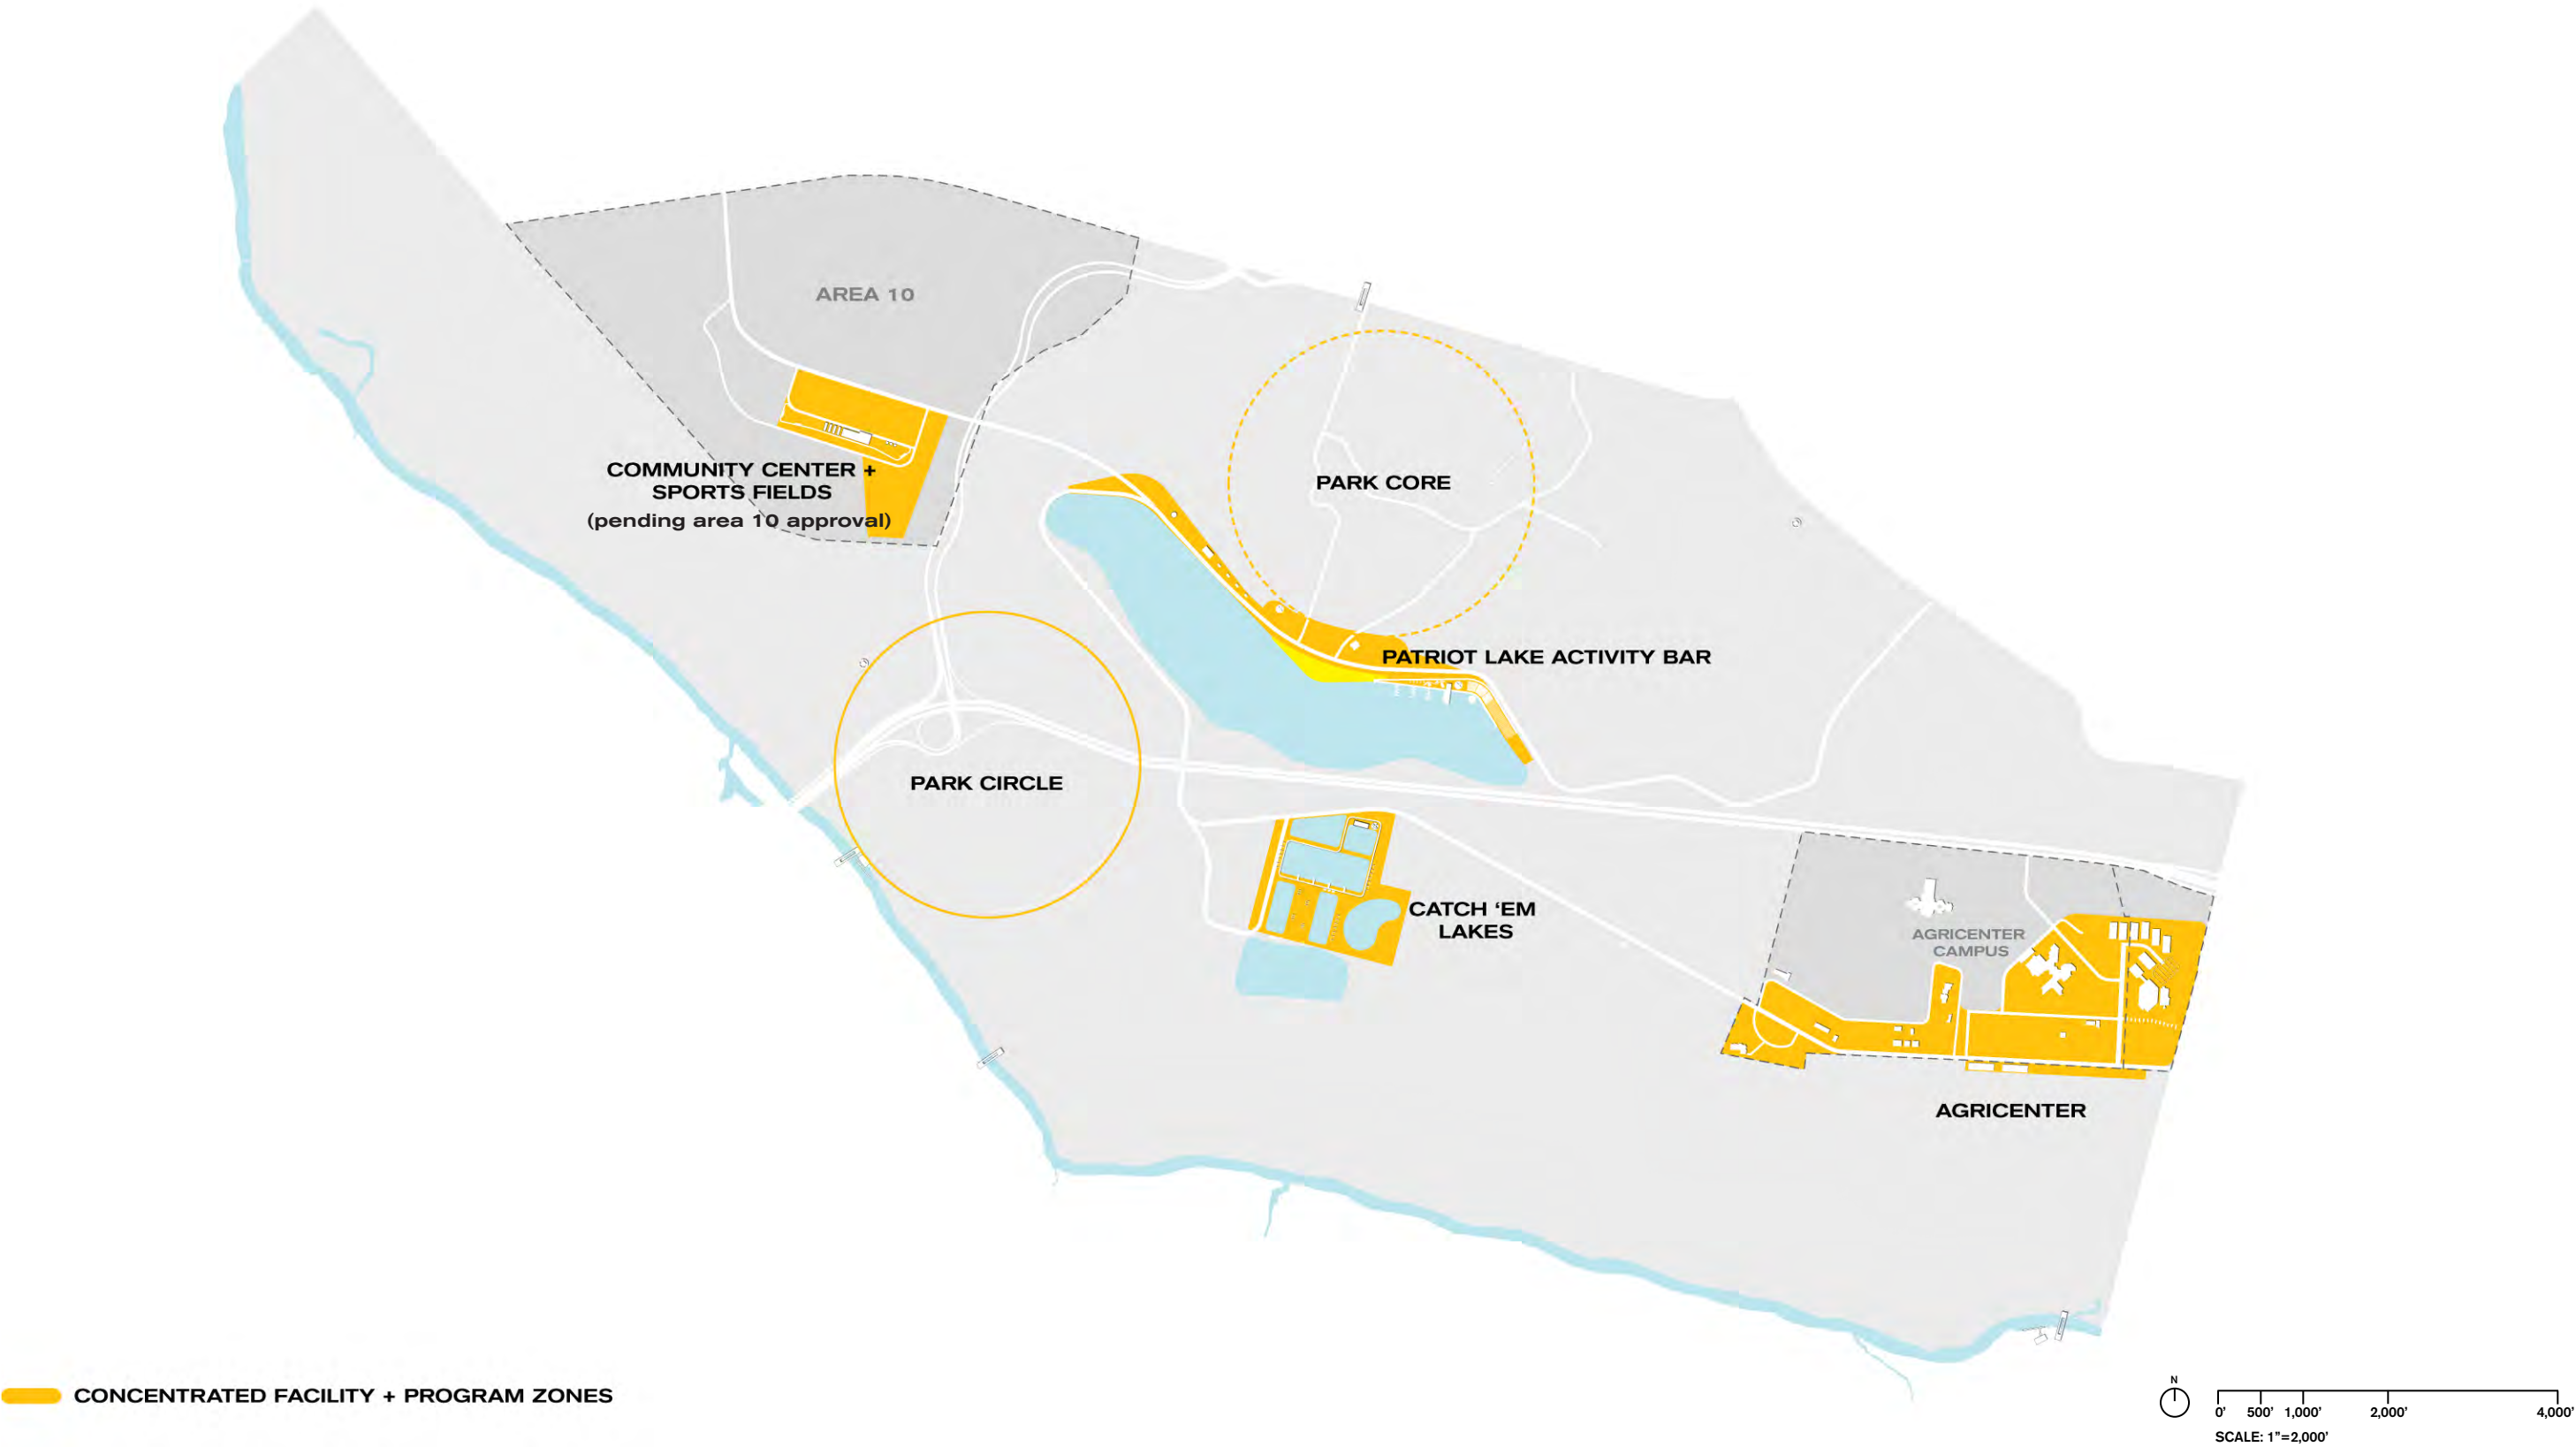 AREA 10
COMMUNITY CENTER +
SPORTS FIELDS
(pending area 10 approval)
PARK CORE
PATRIOT LAKE ACTIVITY BAR
PARK CIRCLE
CATCH ‘EM
LAKES
AGRICENTER
CAMPUS
AGRICENTER
CONCENTRATED FACILITY + PROGRAM ZONES
N
0’ 500’ 1,000’ 2,000’ 4,000’
SCALE: 1”=2,000’